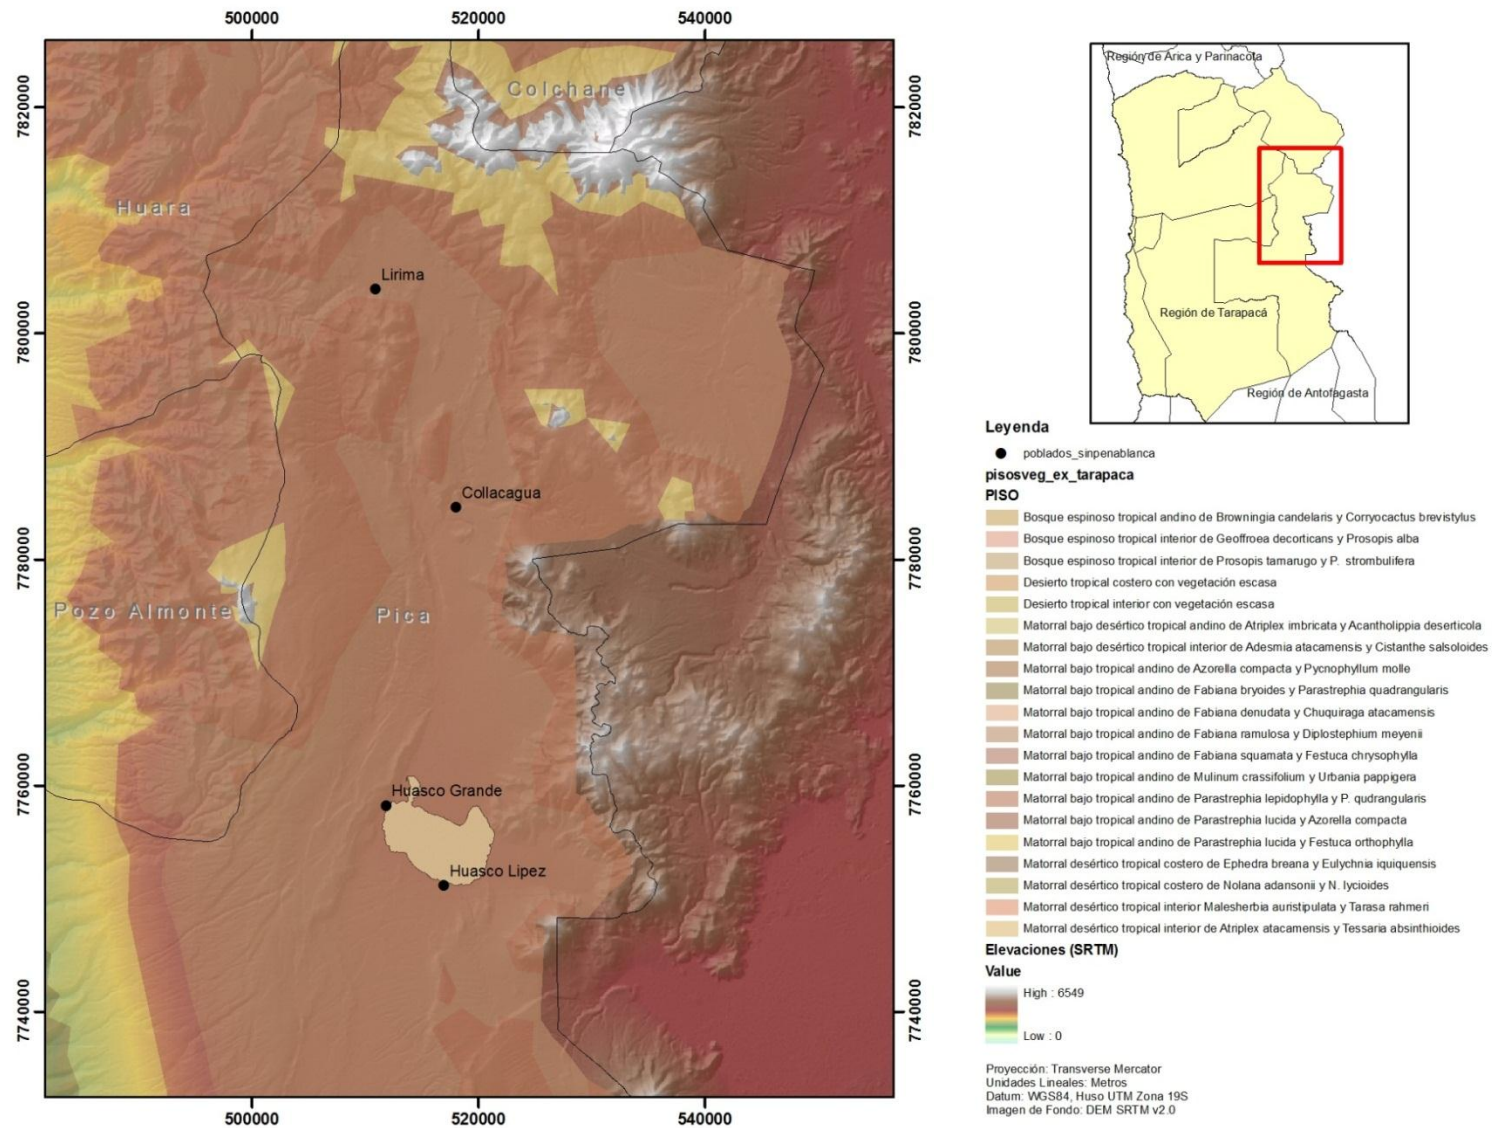 500000
520000
540000
7820000
7820000
Colchane
Huara
Lirima
7800000
7800000
Collacagua
7780000
7780000
Pozo Almonte
Pica
7760000
7760000
Huasco Grande
Huasco Lipez
7740000
7740000
500000
520000
540000
Región de Arica y Parinacota
Región de Tarapacá
Región de Antofagasta
Leyenda
poblados_sinpenablanca
pisosveg_ex_tarapaca
PISO
Bosque espinoso tropical andino de Browningia candelaris y Corryocactus brevistylus
Bosque espinoso tropical interior de Geoffroea decorticans y Prosopis alba
Bosque espinoso tropical interior de Prosopis tamarugo y P. strombulifera
Desierto tropical costero con vegetación escasa
Desierto tropical interior con vegetación escasa
Matorral bajo desértico tropical andino de Atriplex imbricata y Acantholippia deserticola
Matorral bajo desértico tropical interior de Adesmia atacamensis y Cistanthe salsoloides
Matorral bajo tropical andino de Azorella compacta y Pycnophyllum molle
Matorral bajo tropical andino de Fabiana bryoides y Parastrephia quadrangularis
Matorral bajo tropical andino de Fabiana denudata y Chuquiraga atacamensis
Matorral bajo tropical andino de Fabiana ramulosa y Diplostephium meyenii
Matorral bajo tropical andino de Fabiana squamata y Festuca chrysophylla
Matorral bajo tropical andino de Mulinum crassifolium y Urbania pappigera
Matorral bajo tropical andino de Parastrephia lepidophylla y P. qudrangularis
Matorral bajo tropical andino de Parastrephia lucida y Azorella compacta
Matorral bajo tropical andino de Parastrephia lucida y Festuca orthophylla
Matorral desértico tropical costero de Ephedra breana y Eulychnia iquiquensis
Matorral desértico tropical costero de Nolana adansonii y N. lycioides
Matorral desértico tropical interior Malesherbia auristipulata y Tarasa rahmeri
Matorral desértico tropical interior de Atriplex atacamensis y Tessaria absinthioides
Elevaciones (SRTM)
Value
High : 6549
Low : 0
Proyección: Transverse Mercator
Unidades Lineales: Metros
Datum: WGS84, Huso UTM Zona 19S
Imagen de Fondo: DEM SRTM v2.0